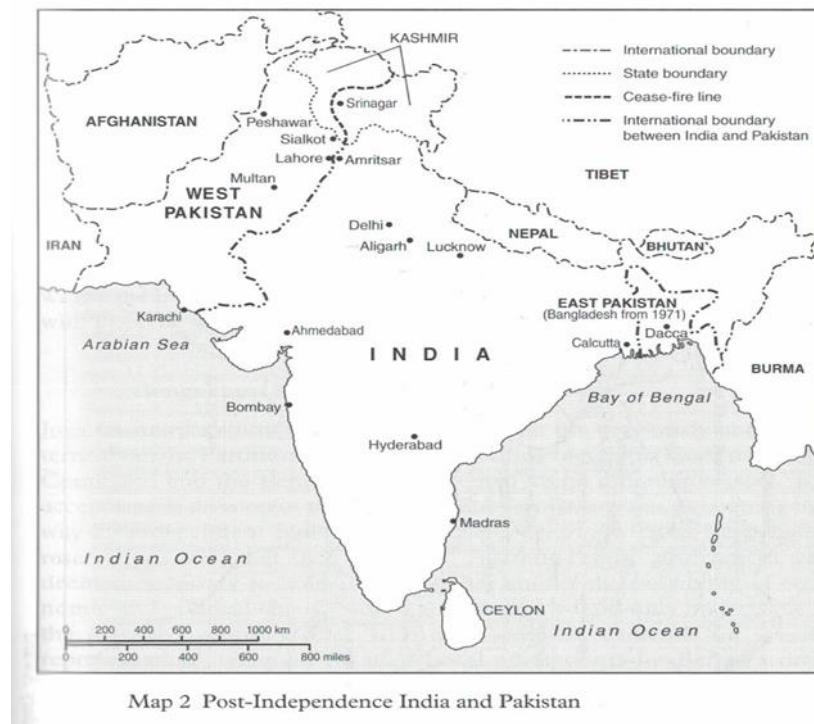 KASHMIR
International boundary
State boundary
Cease-fire line
International boundary
between India and Pakistan
Srinagar
AFGHANISTAN
Peshawar
Sialkot
Lahore
Amritsar
TIBET
Multan
WEST
PAKISTAN
Delhi
Aligarh
Lucknow
NEPAL
BHUTAN
IRAN
EAST PAKISTAN
(Bangladesh from 1971)
Karachi
Dacca
Ahmedabad
Calcutta
Arabian Sea
INDIA
BURMA
Bay of Bengal
Bombay
Hyderabad
Madras
Indian Ocean
CEYLON
Indian Ocean
0 200 400 600 800 1000 km
0 200 400 600 800 miles
Map 2 Post-Independence India and Pakistan